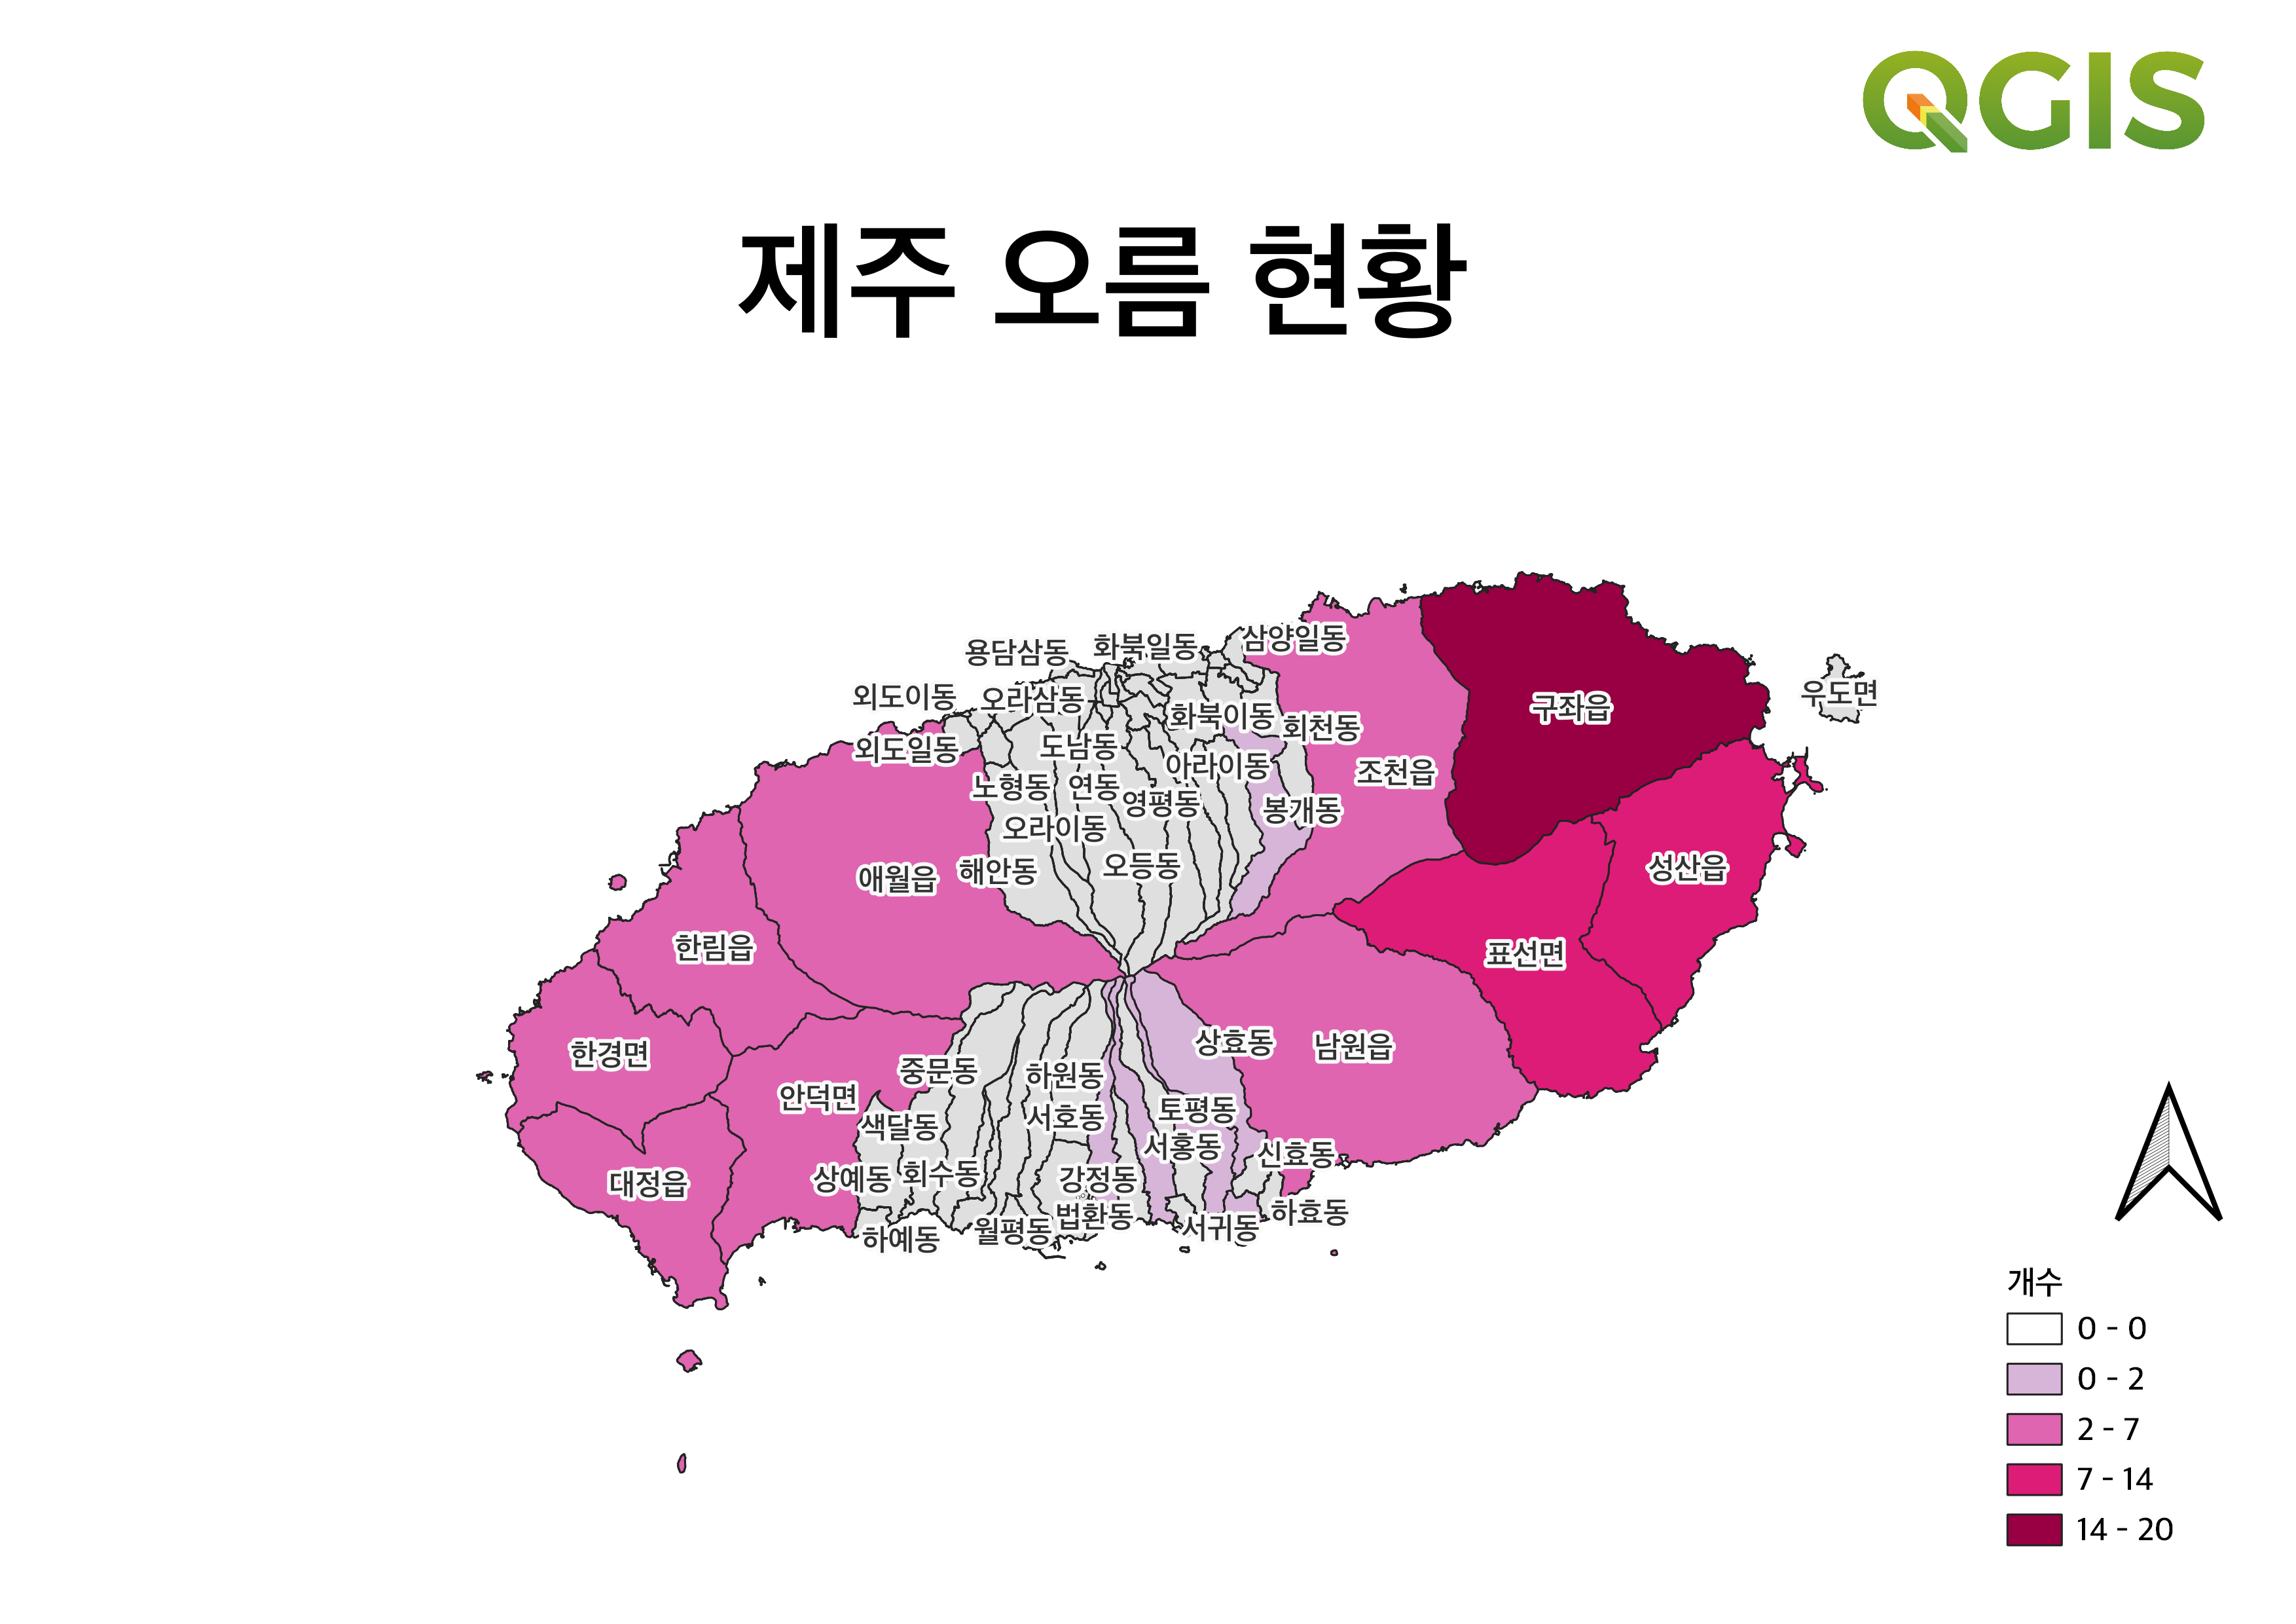 QGIS
제주 오름 현황
삼양일동
화북일동
용담삼동
우도면
외도이동
오라삼동
구좌읍
화북이동
회천동
도남동
외도일동
아라이동
조천읍
노형동
연동
영평동
봉개동
오라이동
오등동
성산읍
해안동
애월읍
한림읍
표선면
상효동
남원읍
한경면
중문동
하원동
안덕면
토평동
서호동
색달동
서홍동
신효동
회수동
상예동
강정동
대정읍
법환동
하효동
서귀동
월평동
하예동
개수
0 - 0
0 - 2
2 - 7
7 - 14
14 - 20